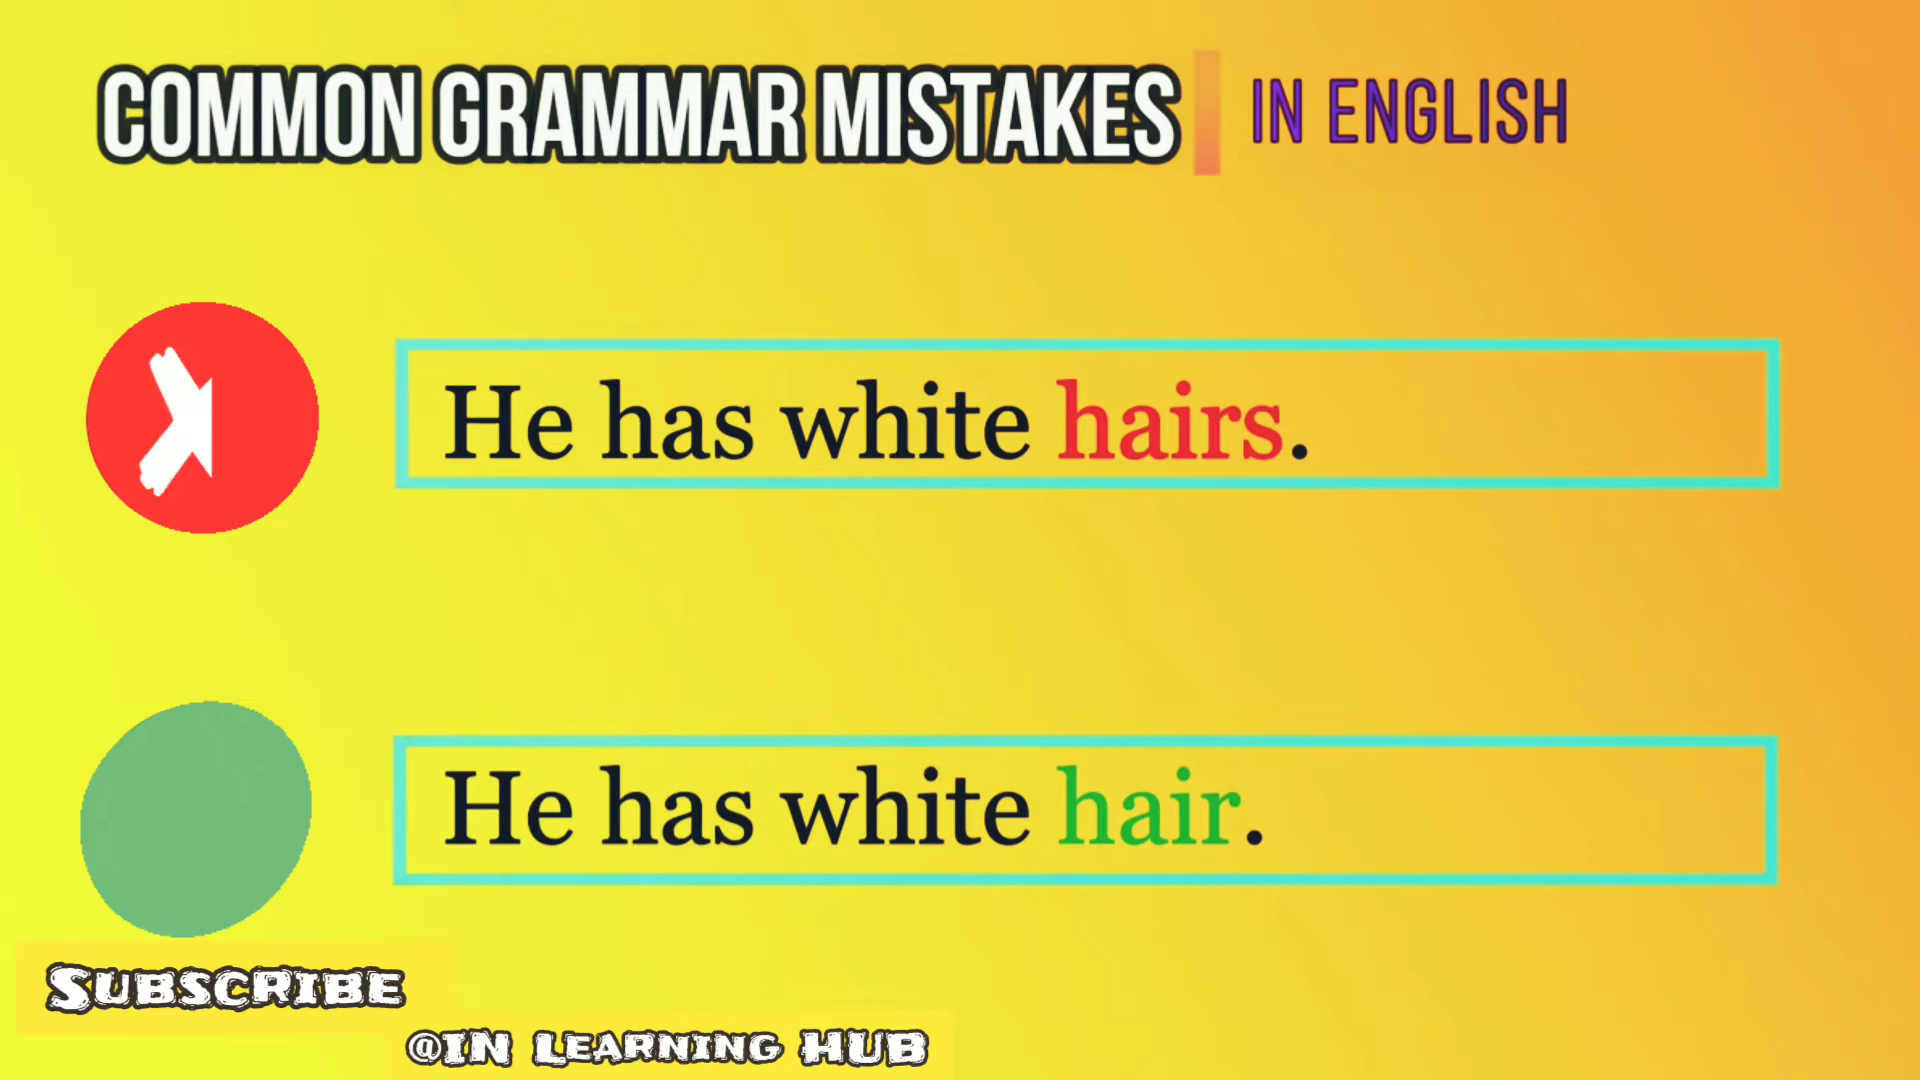 COMMON GRAMMAR MISTAKES IN ENGLISH
He has white hairs.
He has white hair.
SUBSCRIBE
@IN LEARNING HUB